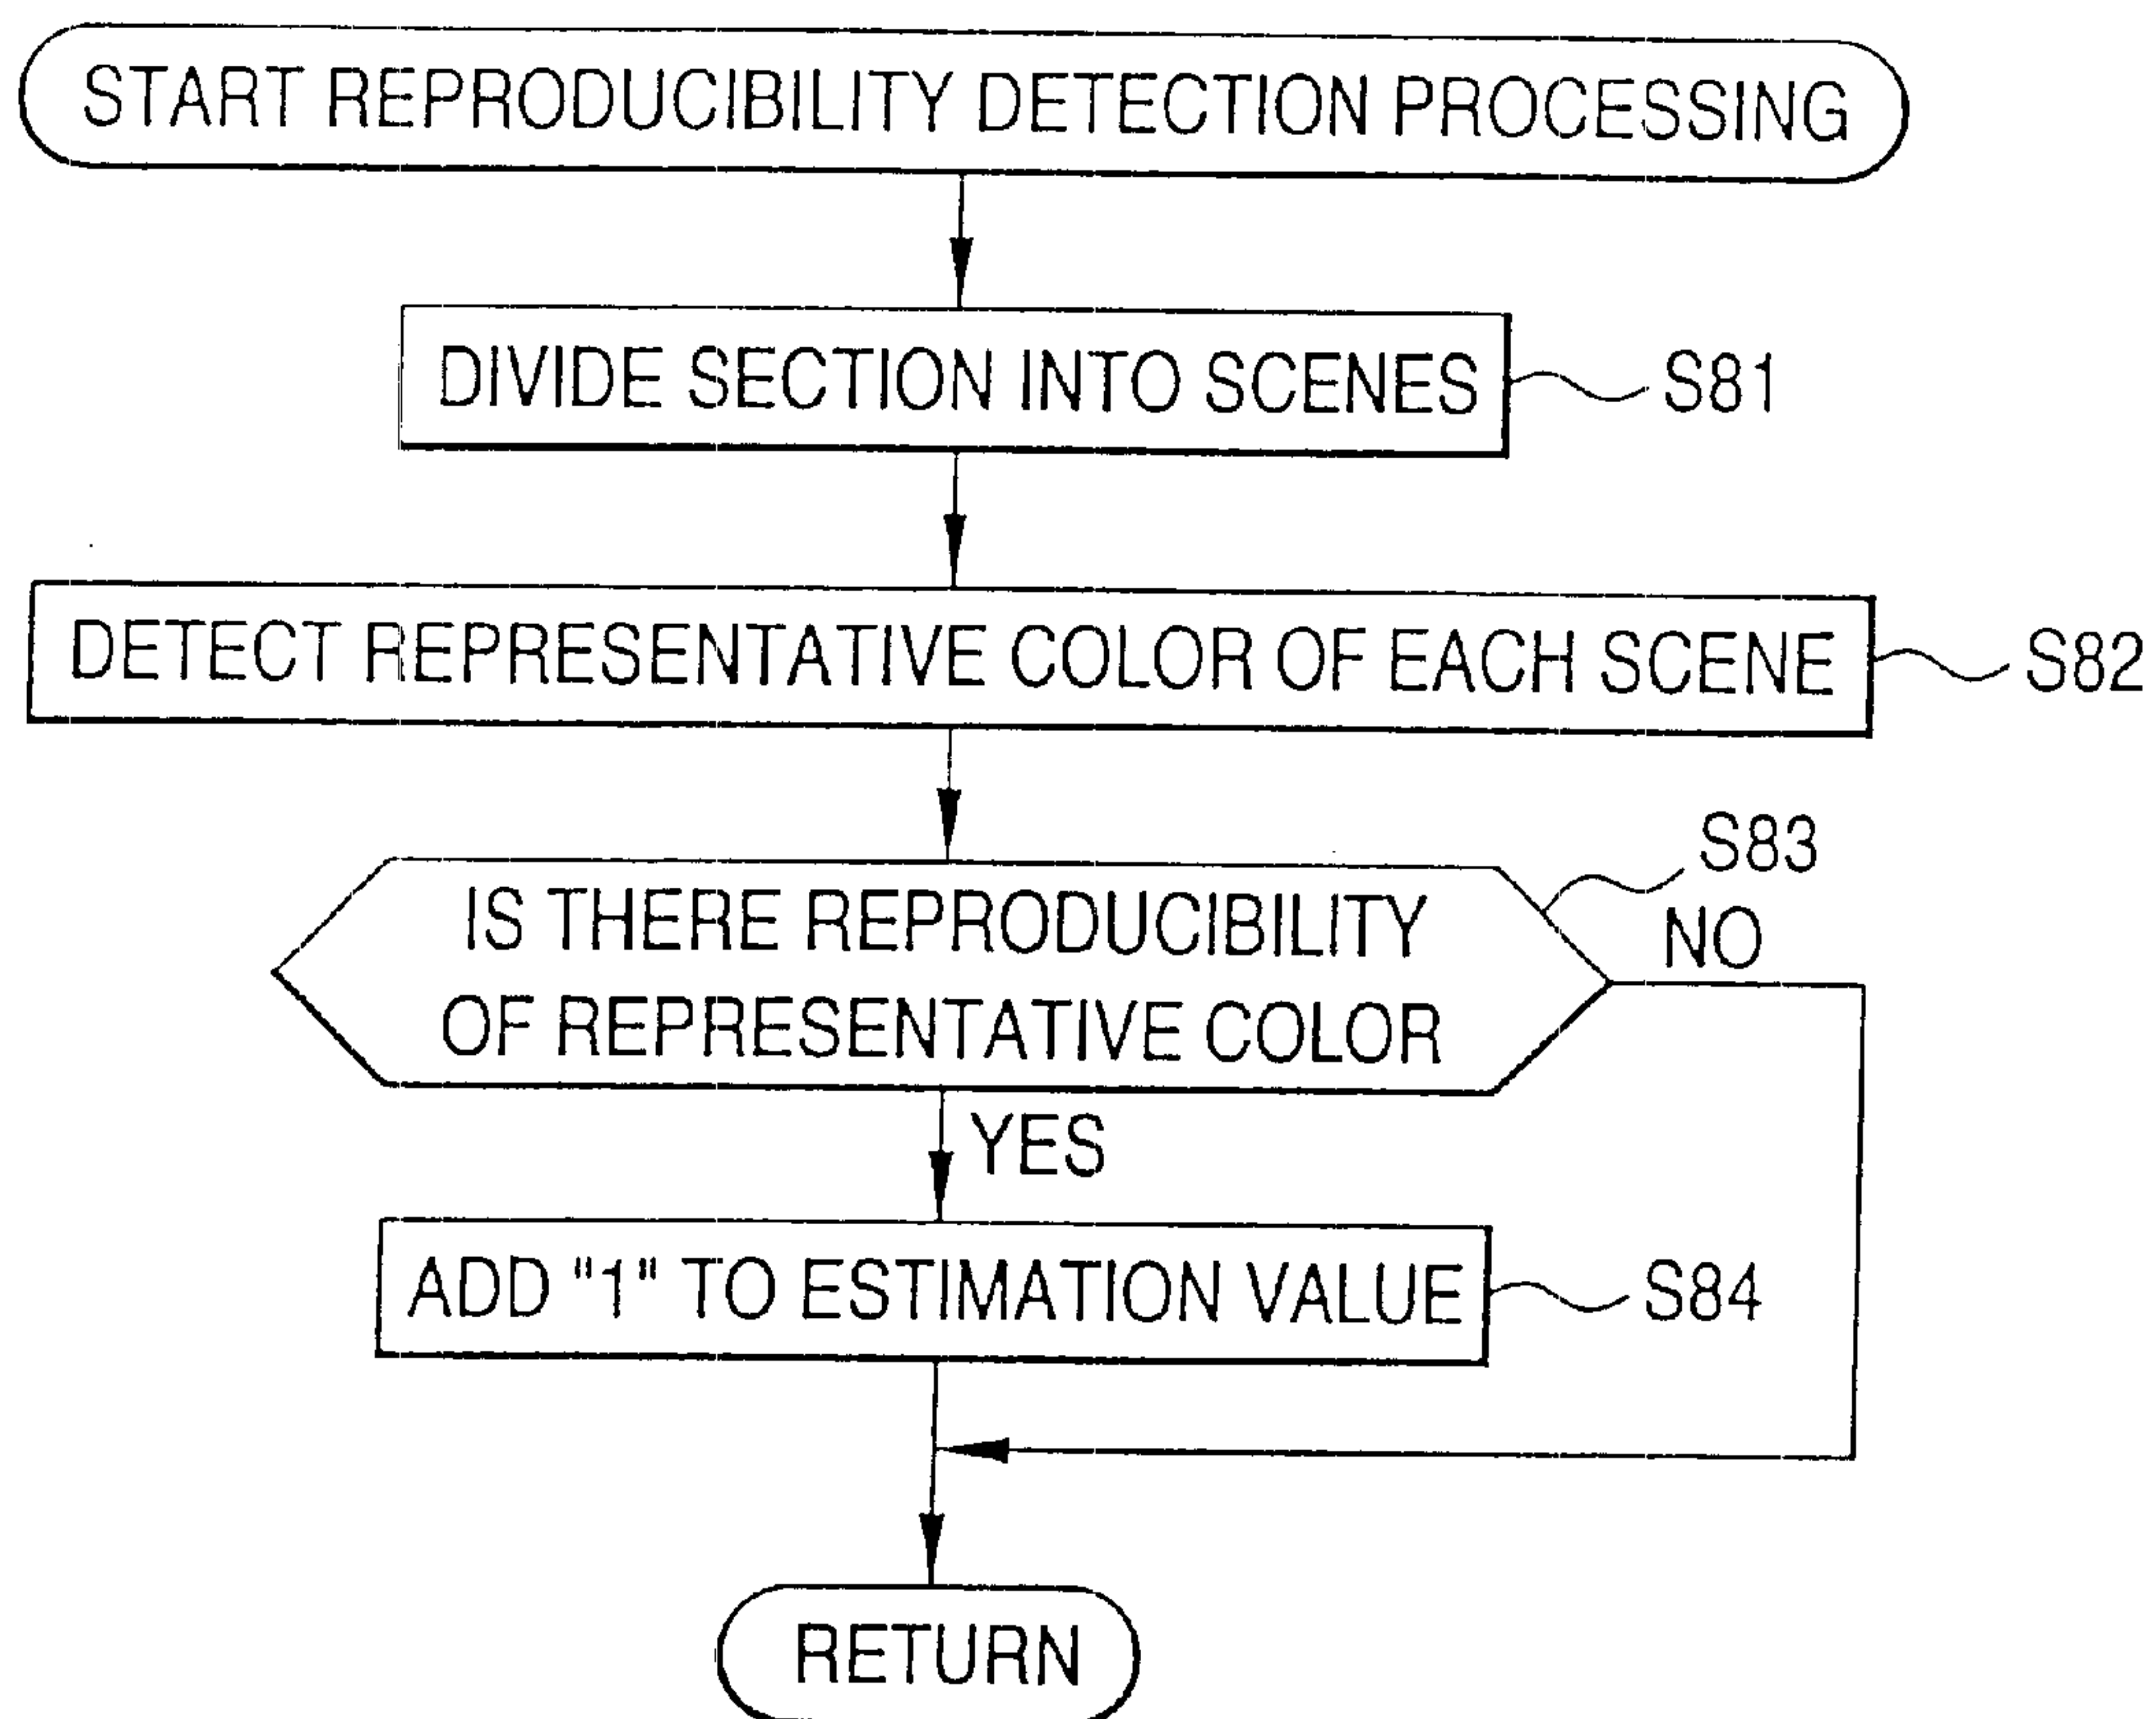 START REPRODUCIBILITY DETECTION PROCESSING
DIVIDE SECTION INTO SCENES
S81
DETECT REPRESENTATIVE COLOR OF EACH SCENE
S82
S83
IS THERE REPRODUCIBILITY
OF REPRESENTATIVE COLOR
NO
YES
ADD "1" TO ESTIMATION VALUE
S84
RETURN